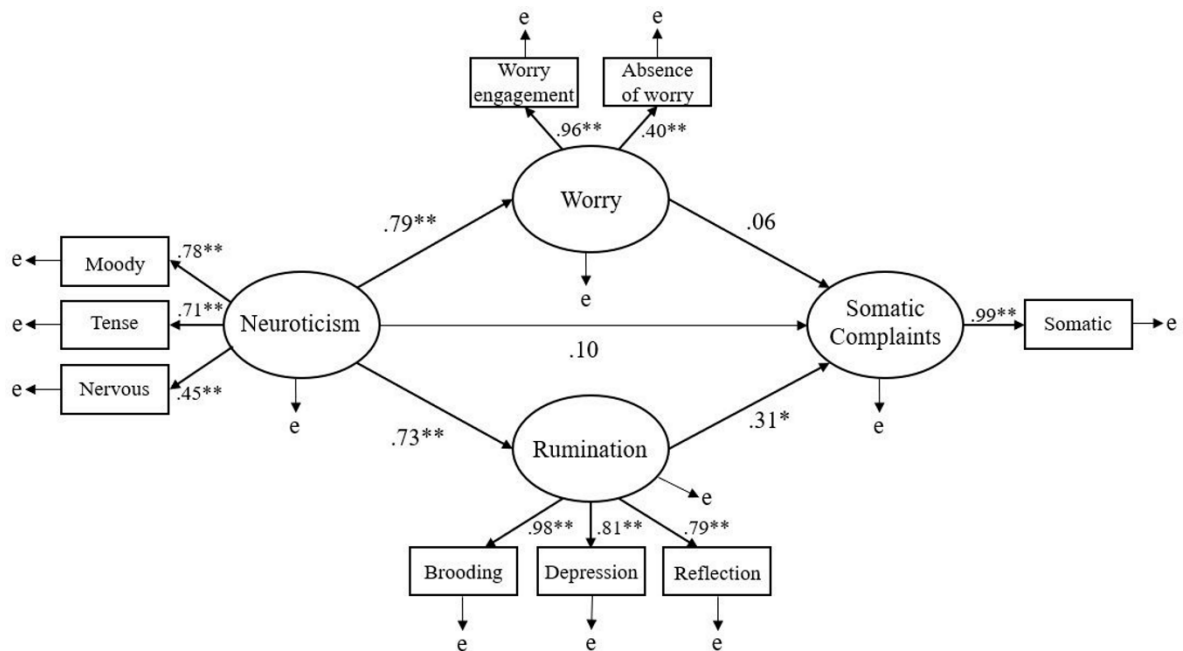 e
e
Worry
engagement
Absence
of worry
.96**
.40**
Worry
.79**
.06
e
e
Moody
.78**
e
Tense
.71**
Neuroticism
Somatic
Complaints
.99**
Somatic
e
.10
e
Nervous
.45**
e
e
.73**
.31*
Rumination
e
.98**
.81**
.79**
Brooding
Depression
Reflection
e
e
e